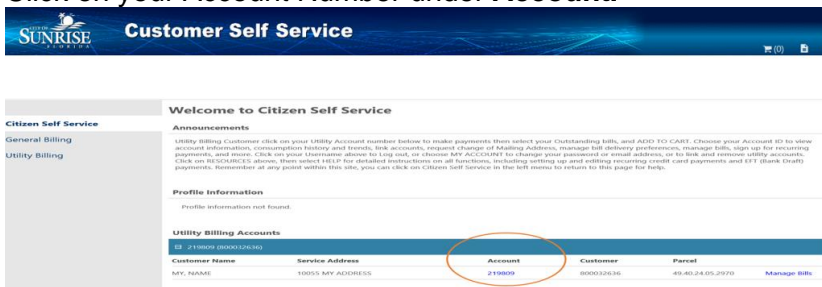 Click on your Account Number under Account.
CITY OF
SUNRISE
FLORIDA
Customer Self Service
(0)
Welcome to Citizen Self Service
Citizen Self Service
General Billing
Utility Billing
Announcements
Utility Billing Customer click on your Utility Account number below to make payments then select your Outstanding bills, and ADD TO CART. Choose your Account ID to view
account information, consumption history and trends, link accounts, request change of Mailing Address, manage bill delivery preferences, manage bills, sign up for recurring
payments, and more. Click on your Username above to Log out, or choose MY ACCOUNT to change your password or email address, or to link and remove utility accounts.
Click on RESOURCES above, then select HELP for detailed instructions on all functions, including setting up and editing recurring credit card payments and EFT (Bank Draft)
payments. Remember at any point within this site, you can click on Citizen Self Service in the left menu to return to this page for help.
Profile Information
Profile information not found.
Utility Billing Accounts
219809 (800032636)
Customer Name Service Address Account Customer Parcel
MY, NAME 10055 MY ADDRESS 219809 800032636 49.40.24.05.2970 Manage Bills